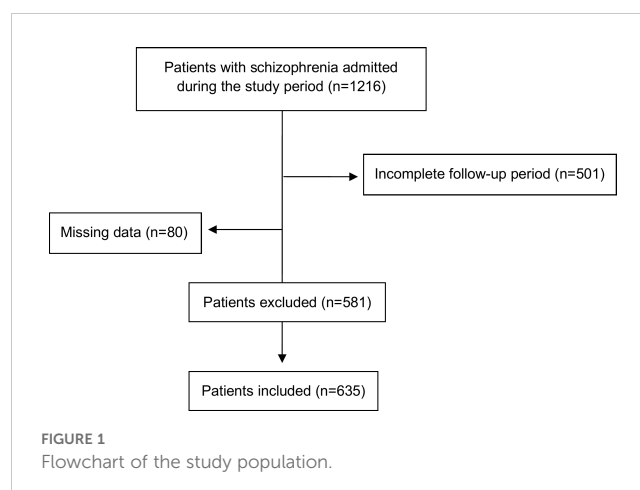 Patients with schizophrenia admitted
during the study period (n=1216)
Incomplete follow-up period (n=501)
Missing data (n=80)
Patients excluded (n=581)
Patients included (n=635)
FIGURE 1
Flowchart of the study population.